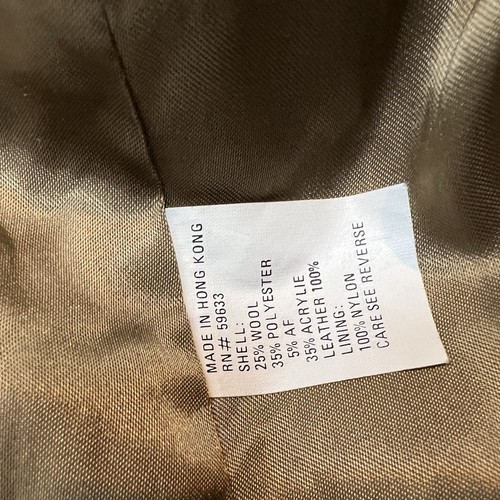 MADE IN HONG KONG
RN# 59633
SHELL:
25% WOOL
35% POLYESTER
5% AF
35% ACRYLIE
LEATHER 100%
LINING:
100% NYLON
CARE SEE REVERSE